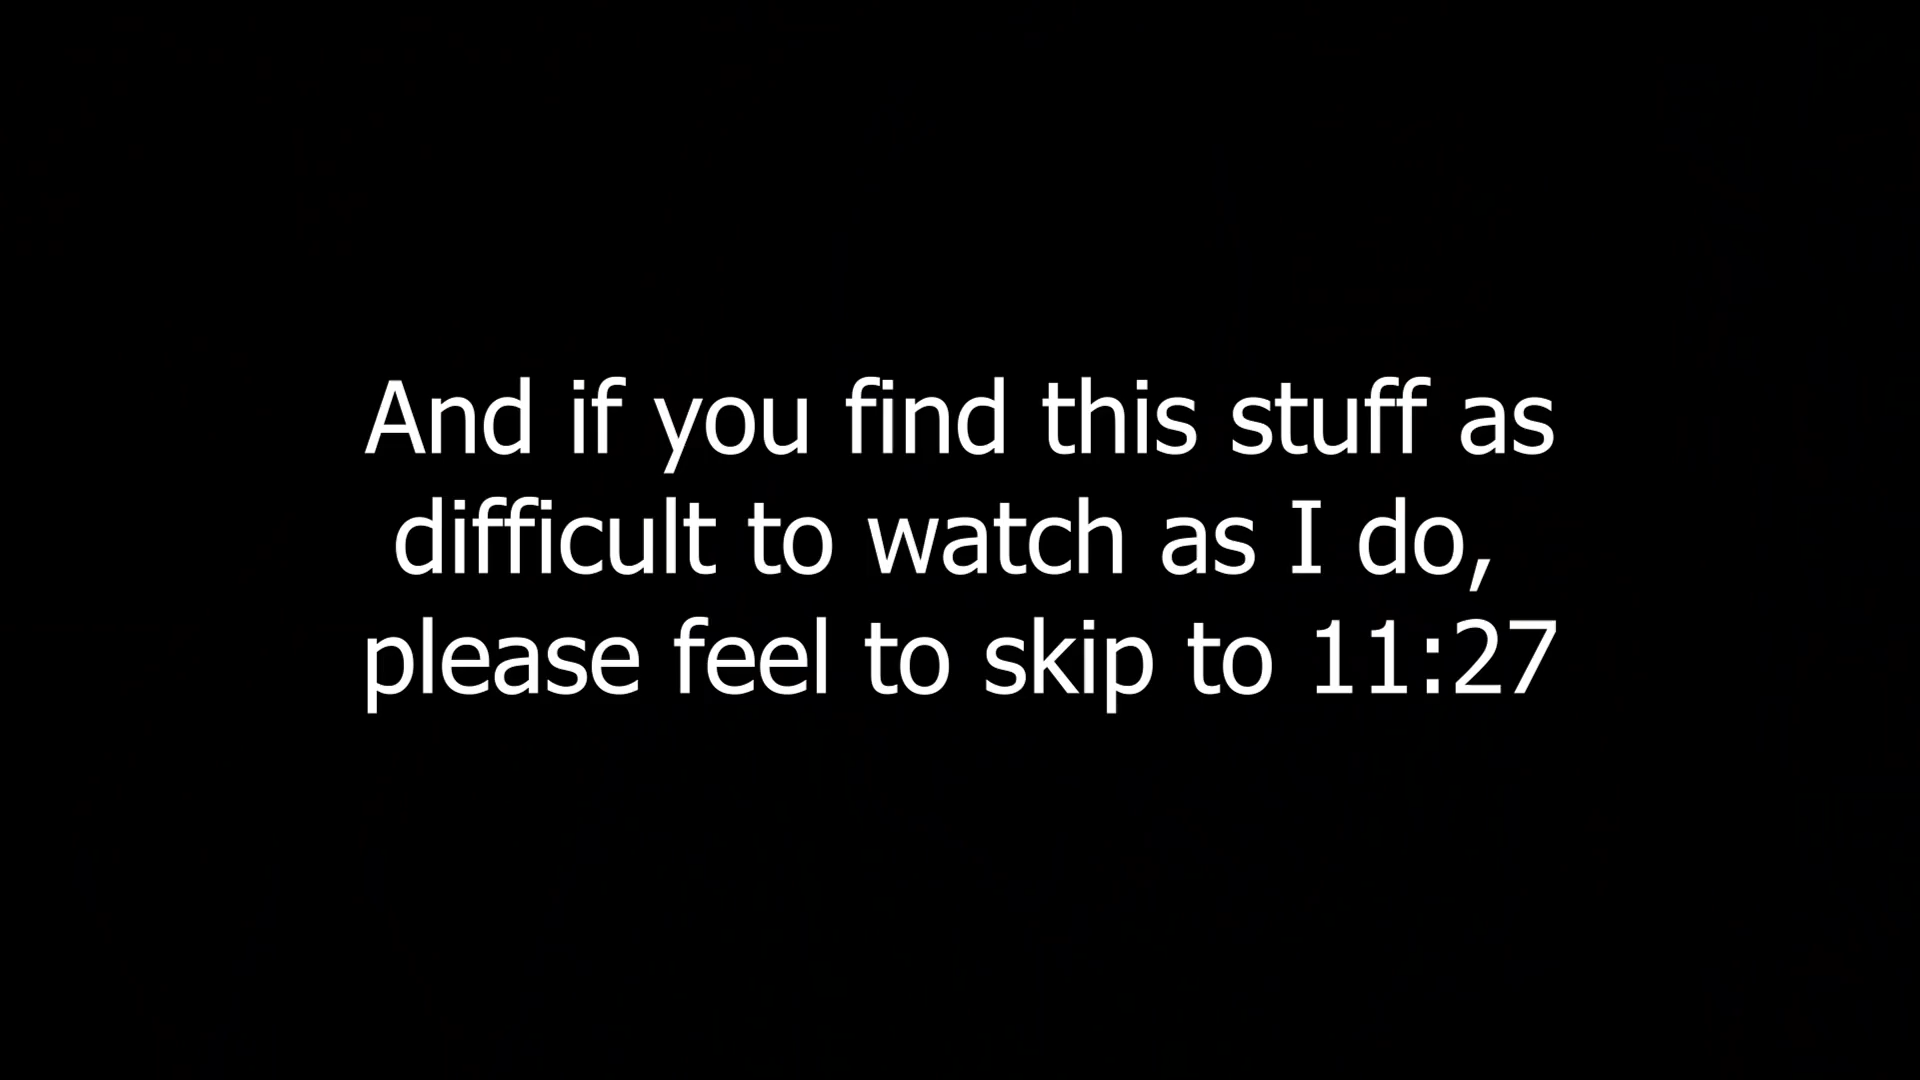 And if you find this stuff as
difficult to watch as I do,
please feel to skip to 11:27